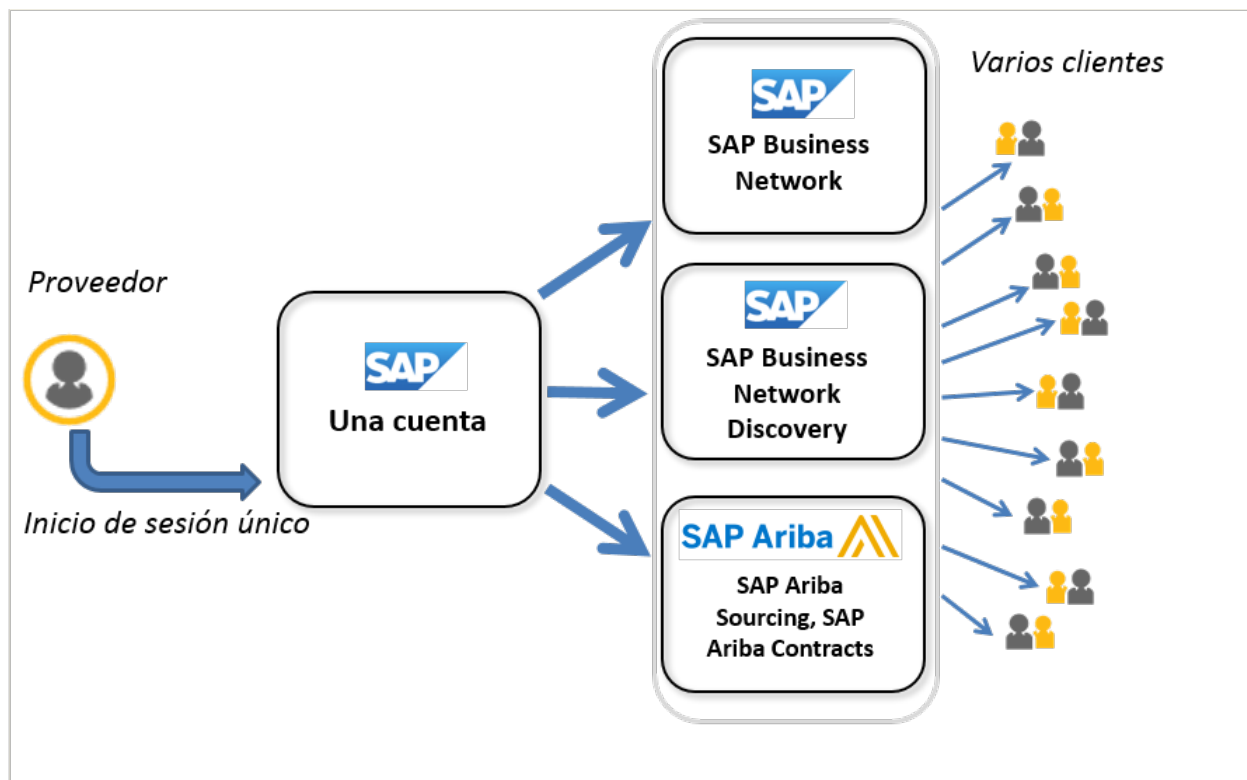 Proveedor
Inicio de sesión único
SAP
Una cuenta
SAP
SAP Business
Network
SAP
SAP Business
Network
Discovery
SAP Ariba
SAP Ariba
Sourcing, SAP
Ariba Contracts
Varios clientes